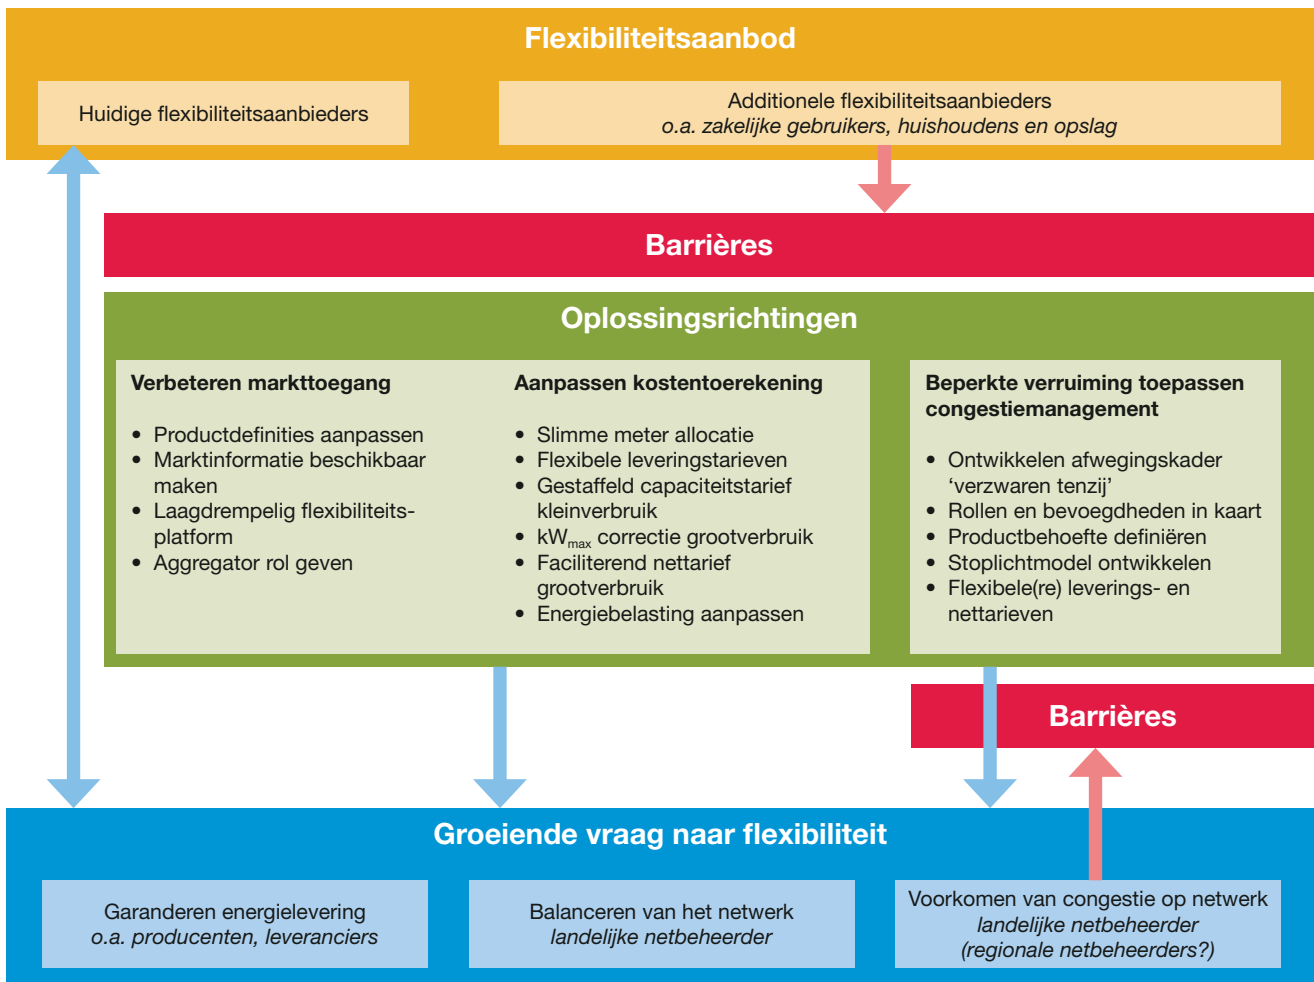 Flexibiliteitsaanbod
Huidige flexibiliteitsaanbieders
Additionele flexibiliteitsaanbieders
o.a. zakelijke gebruikers, huishoudens en opslag
Barrières
Oplossingsrichtingen
Verbeteren markttoegang
• Productdefinities aanpassen
• Marktinformatie beschikbaar
maken
• Laagdrempelig flexibiliteits-
platform
• Aggregator rol geven
Aanpassen kostentoerekening
• Slimme meter allocatie
• Flexibele leveringstarieven
• Gestaffeld capaciteitstarief
kleinverbruik
• kWmax correctie grootverbruik
• Faciliterend nettarief
grootverbruik
• Energiebelasting aanpassen
Beperkte verruiming toepassen
congestiemanagement
• Ontwikkelen afwegingskader
‘verzwaren tenzij’
• Rollen en bevoegdheden in kaart
• Productbehoefte definiëren
• Stoplichtmodel ontwikkelen
• Flexibele(re) leverings- en
nettarieven
Barrières
Groeiende vraag naar flexibiliteit
Garanderen energielevering
o.a. producenten, leveranciers
Balanceren van het netwerk
landelijke netbeheerder
Voorkomen van congestie op netwerk
landelijke netbeheerder
(regionale netbeheerders?)